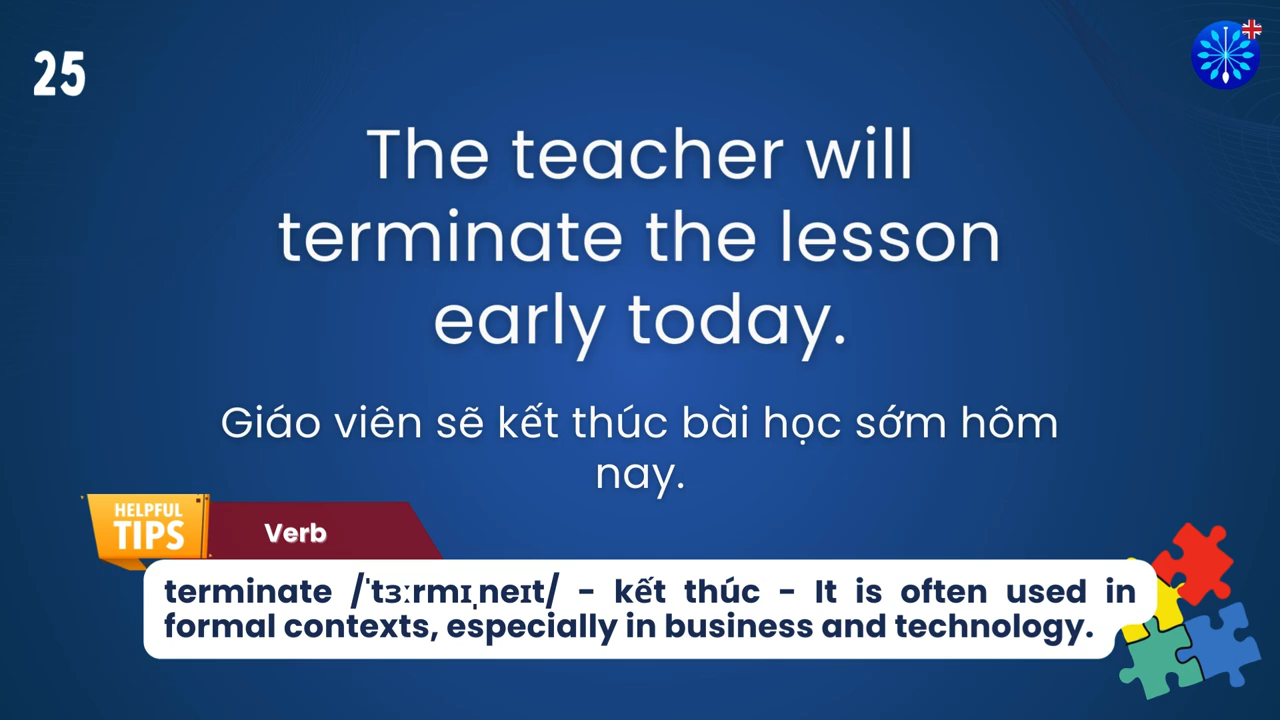 25
The teacher will
terminate the lesson
early today.
Giáo viên sẽ kết thúc bài học sớm hôm
nay.
HELPFUL
TIPS
Verb
terminate /ˈtɜːrmɪˌneɪt/ - kết thúc - It is often used in
formal contexts, especially in business and technology.